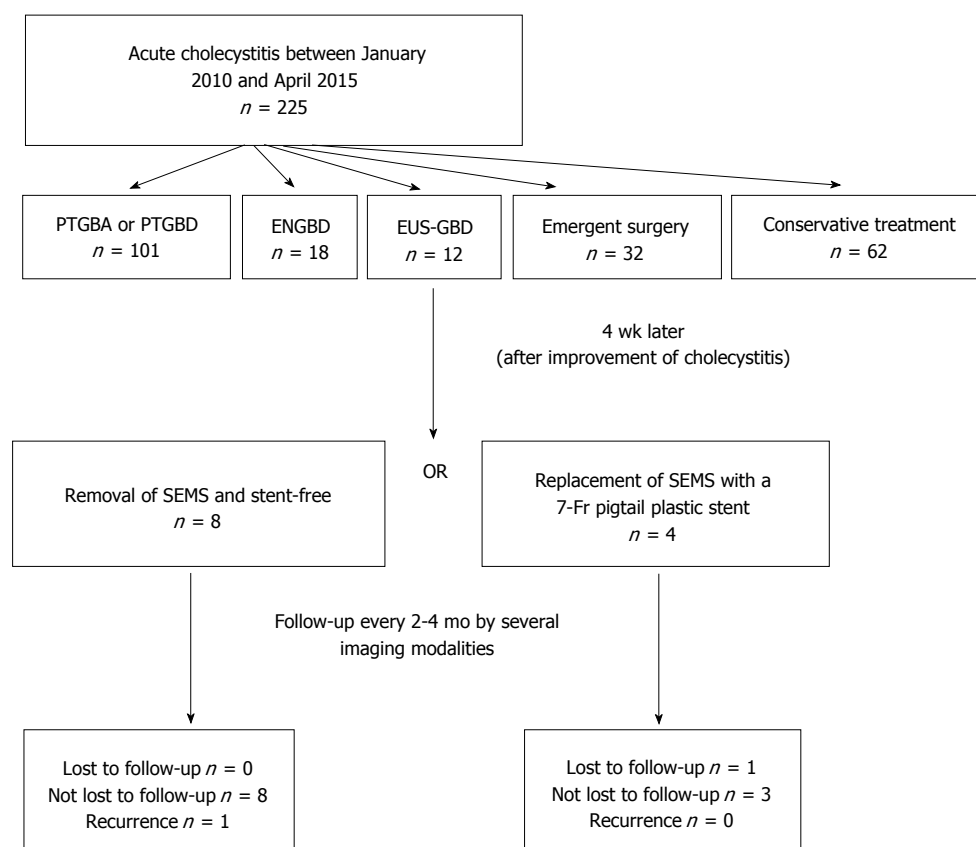 Acute cholecystitis between January
2010 and April 2015
n = 225
PTGBA or PTGBD
n = 101
ENGBD
n = 18
EUS-GBD
n = 12
Emergent surgery
n = 32
Conservative treatment
n = 62
4 wk later
(after improvement of cholecystitis)
OR
Removal of SEMS and stent-free
n = 8
Replacement of SEMS with a
7-Fr pigtail plastic stent
n = 4
Follow-up every 2-4 mo by several
imaging modalities
Lost to follow-up n = 0
Not lost to follow-up n = 8
Recurrence n = 1
Lost to follow-up n = 1
Not lost to follow-up n = 3
Recurrence n = 0